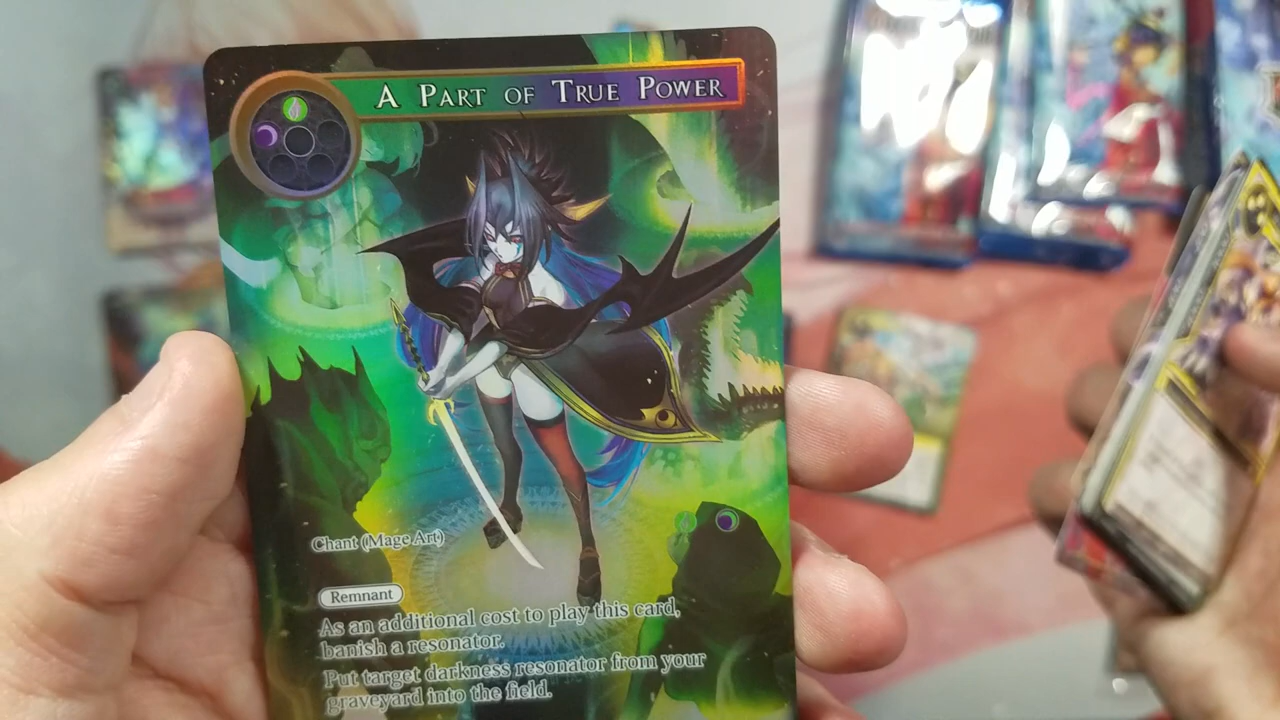 A PART OF TRUE POWER
Chant (Mage Art)
Remnant
As an additional cost to play this card,
banish a resonator.
Put target darkness resonator from your
graveyard into the field.